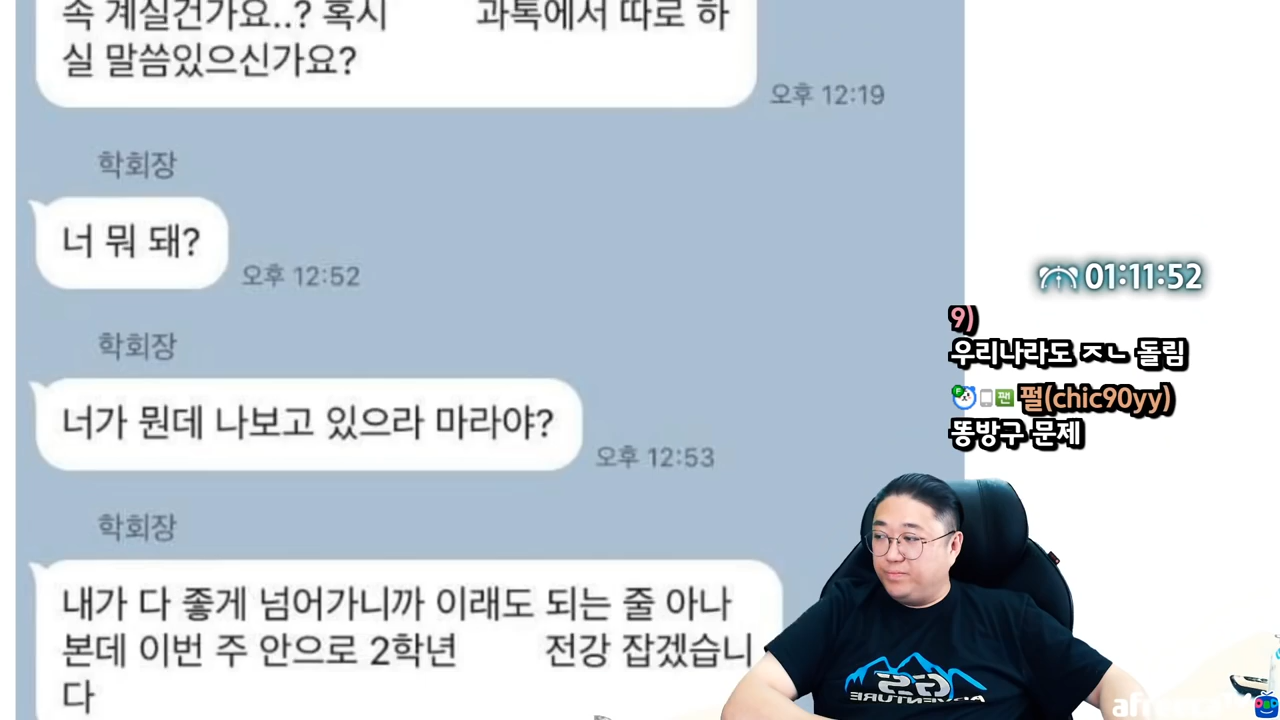 속 계실건가요..? 혹시 과톡에서 따로 하
실 말씀있으신가요?
오후 12:19
학회장
너 뭐 돼?
오후 12:52
학회장
너가 뭔데 나보고 있으라 마라야?
오후 12:53
학회장
내가 다 좋게 넘어가니까 이래도 되는 줄 아나
본데 이번 주 안으로 2학년 전강 잡겠습니
다
01:11:52
9)
우리나라도 ㅈㄴ 돌림
펄(chic90yy)
똥방구 문제